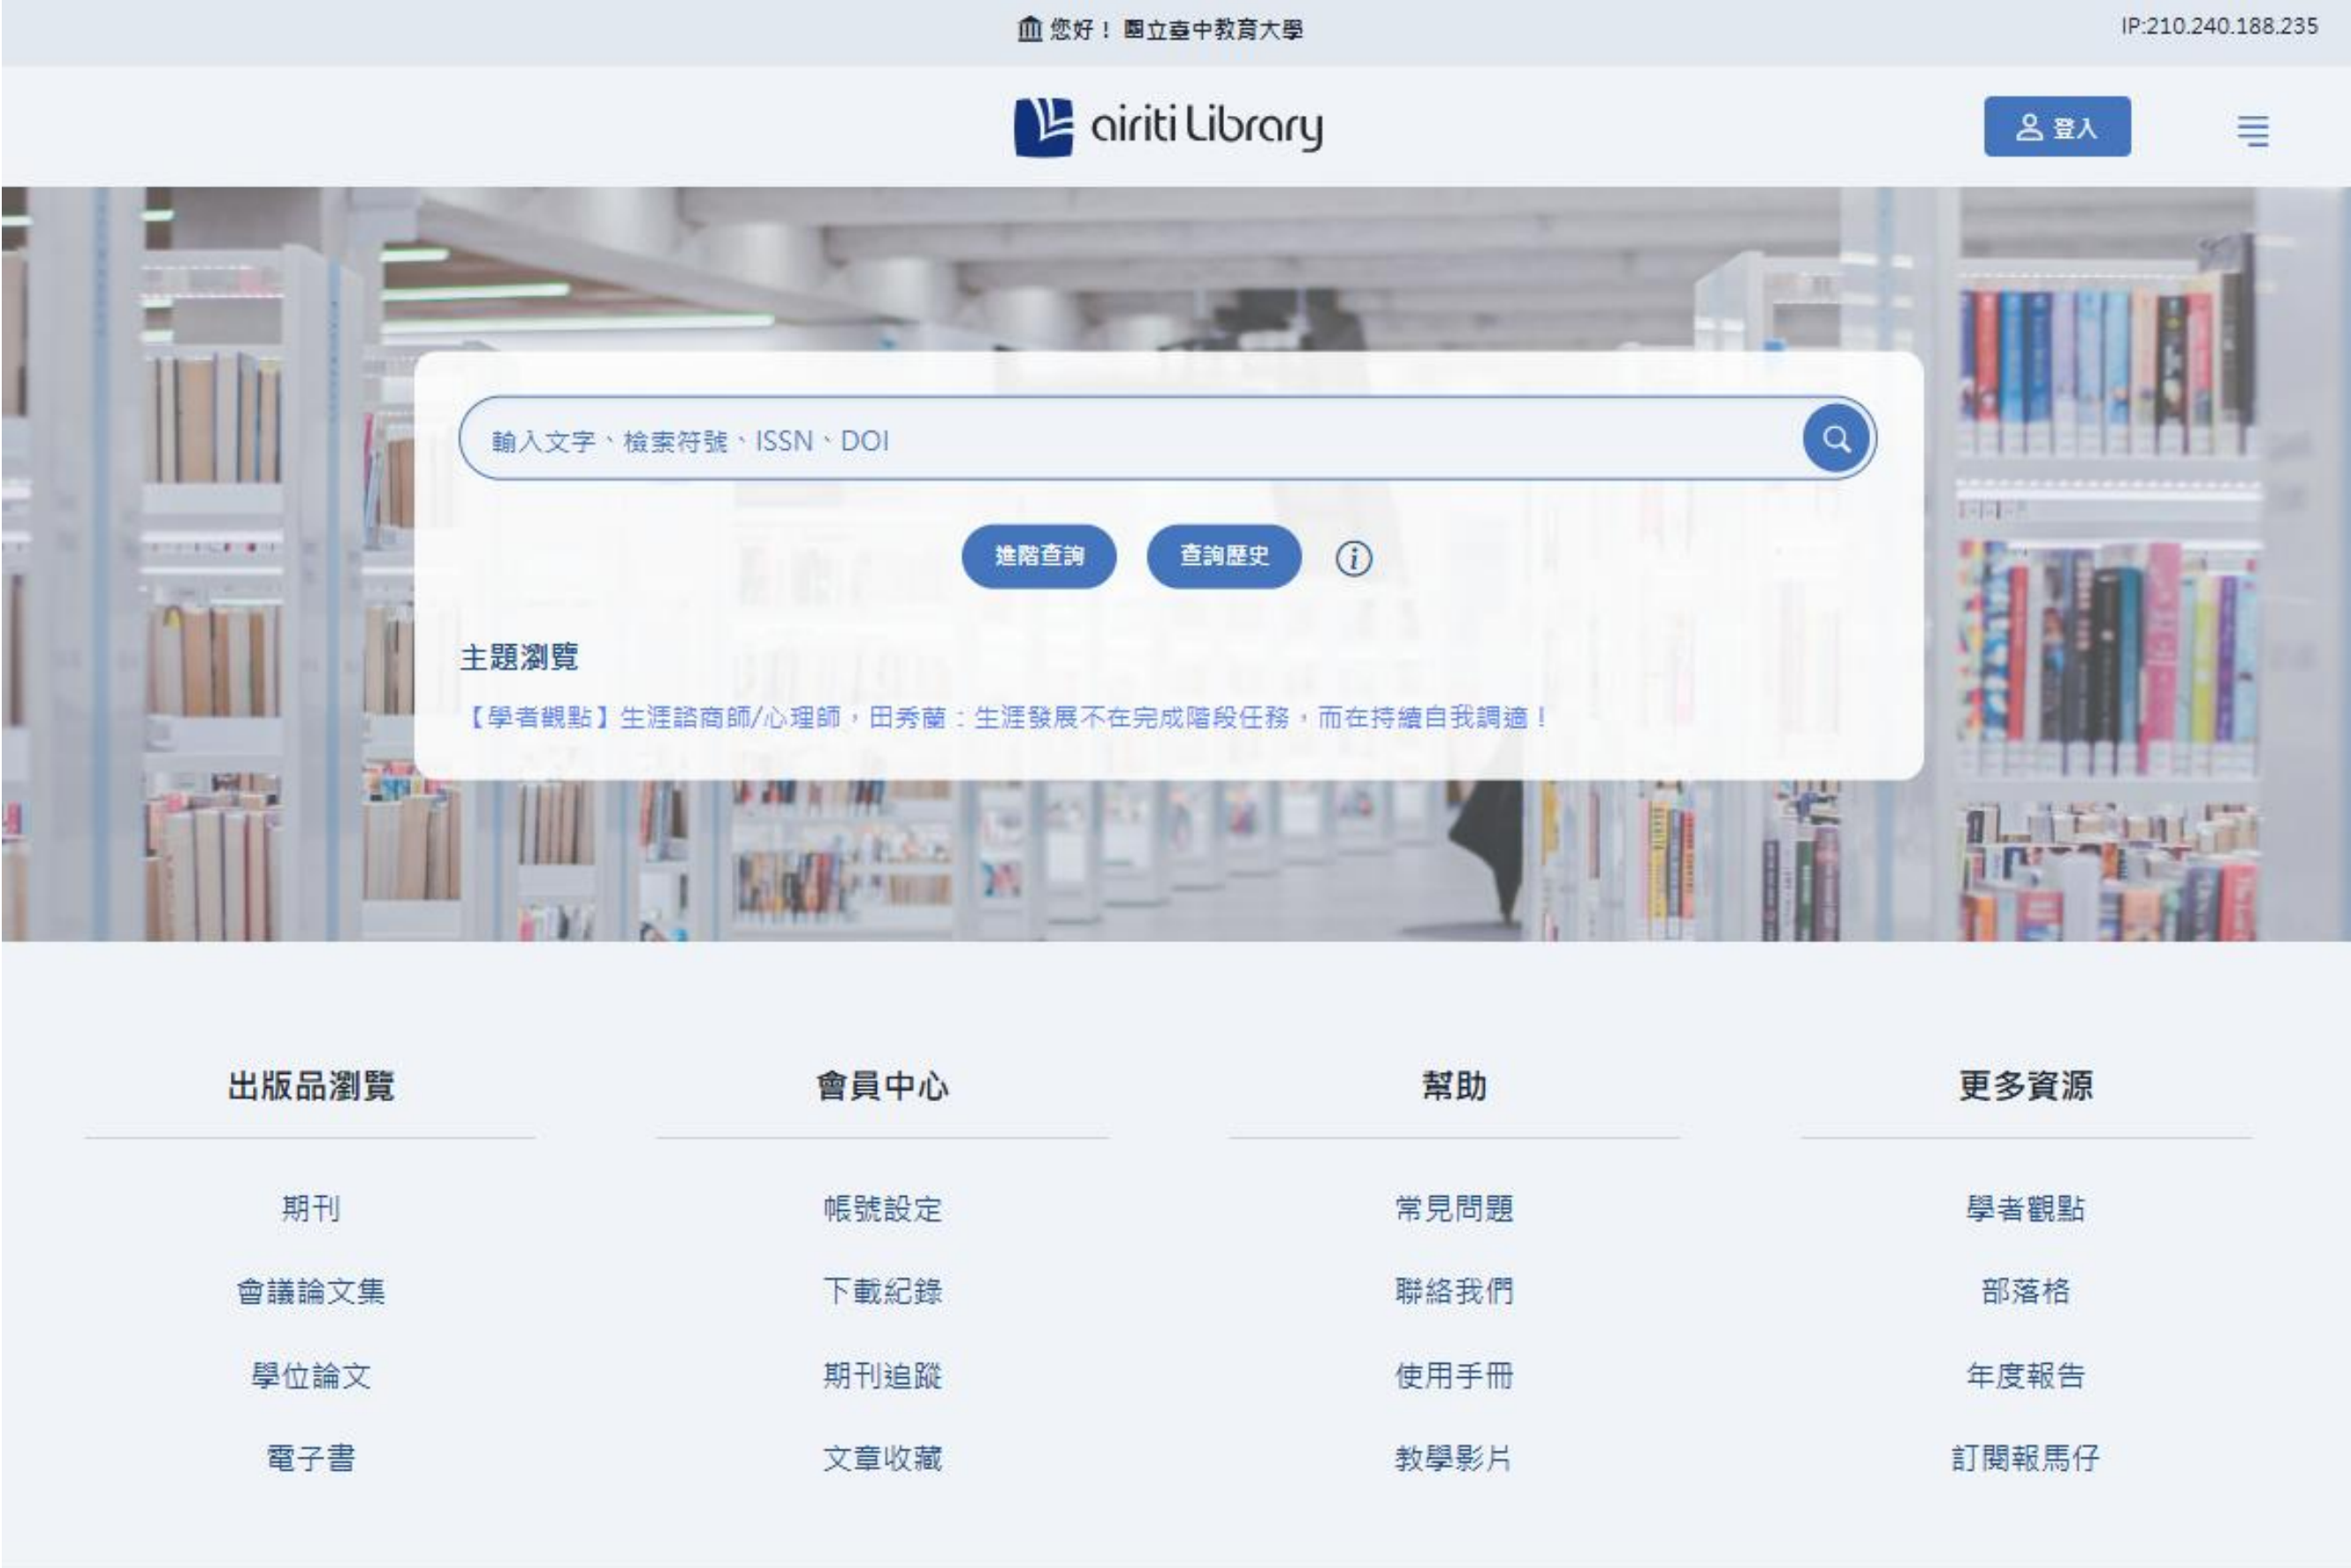 您好！ 國立臺中教育大學
IP:210.240.188.235
airiti Library
登入
輸入文字、檢索符號、ISSN、DOI
進階查詢
查詢歷史
主題瀏覽
【學者觀點】生涯諮商師/心理師，田秀蘭：生涯發展不在完成階段任務，而在持續自我調適！
出版品瀏覽
期刊
會議論文集
學位論文
電子書
會員中心
帳號設定
下載紀錄
期刊追蹤
文章收藏
幫助
常見問題
聯絡我們
使用手冊
教學影片
更多資源
學者觀點
部落格
年度報告
訂閱報馬仔